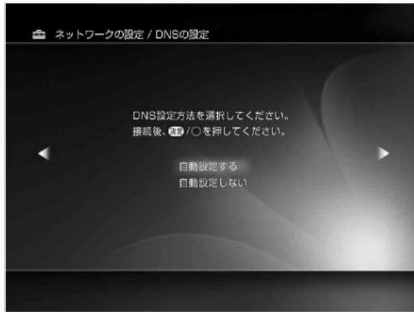 ネットワークの設定 / DNSの設定
DNS設定方法を選択してください。
接続後、決定/○を押してください。
自動設定する
自動設定しない